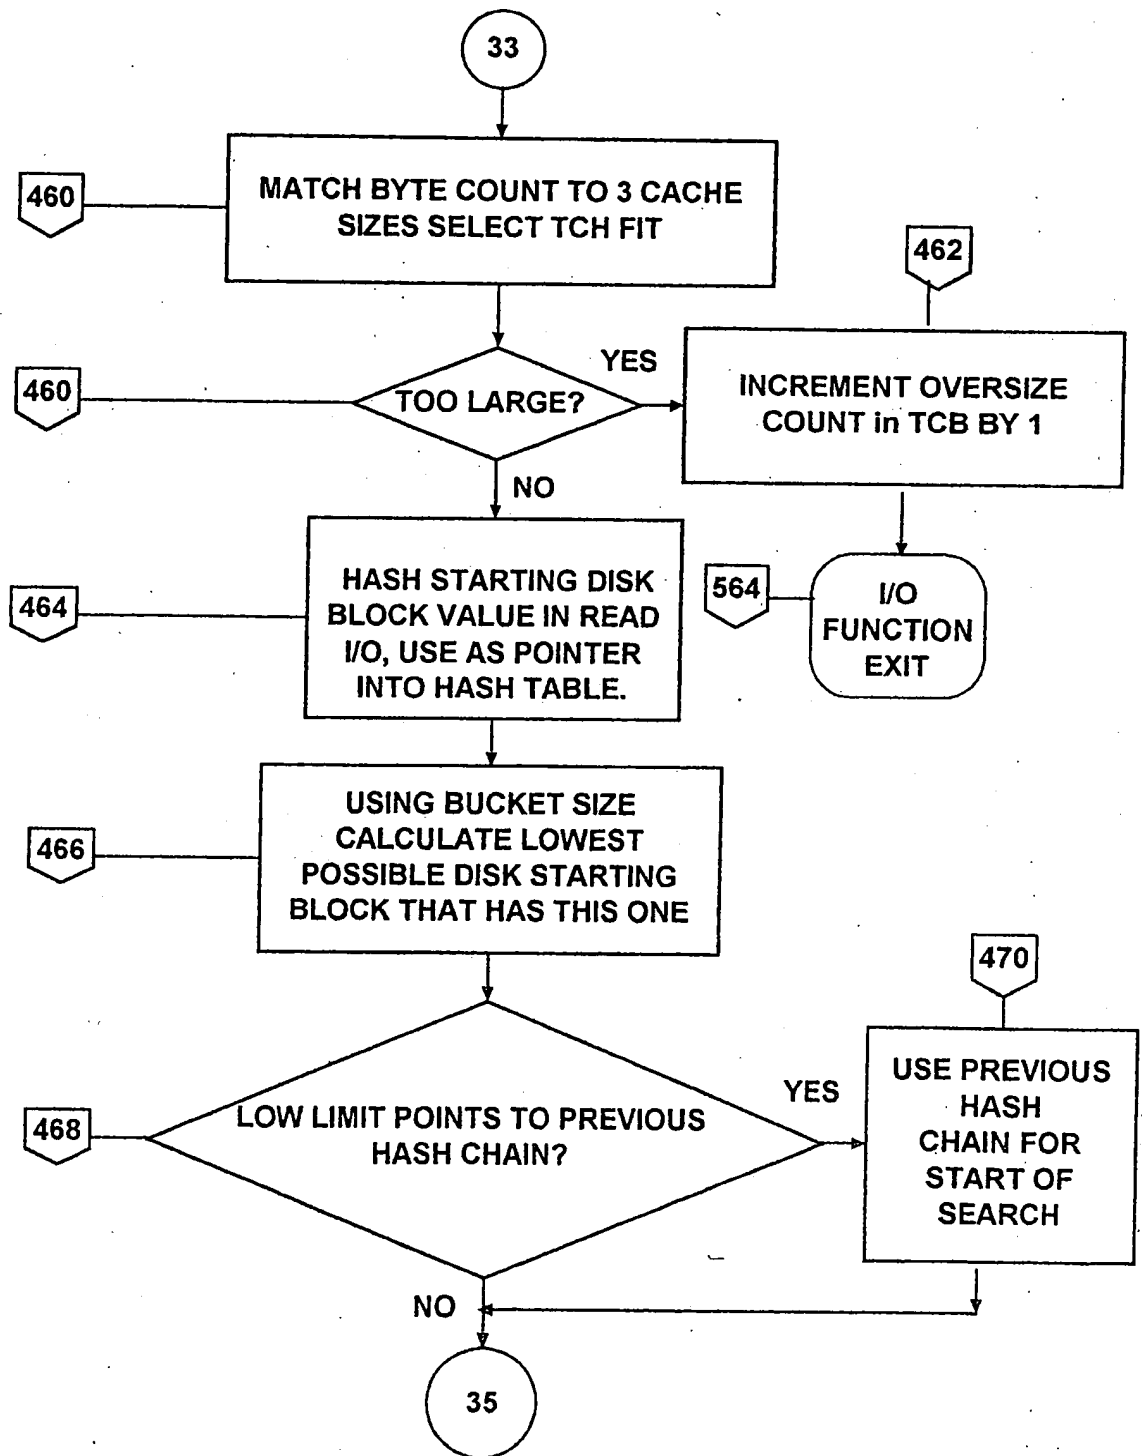 33
460
MATCH BYTE COUNT TO 3 CACHE
SIZES SELECT TCH FIT
462
460
TOO LARGE?
YES
INCREMENT OVERSIZE
COUNT in TCB BY 1
NO
564
I/O
FUNCTION
EXIT
464
HASH STARTING DISK
BLOCK VALUE IN READ
I/O, USE AS POINTER
INTO HASH TABLE.
466
USING BUCKET SIZE
CALCULATE LOWEST
POSSIBLE DISK STARTING
BLOCK THAT HAS THIS ONE
470
468
LOW LIMIT POINTS TO PREVIOUS
HASH CHAIN?
YES
USE PREVIOUS
HASH
CHAIN FOR
START OF
SEARCH
NO
35